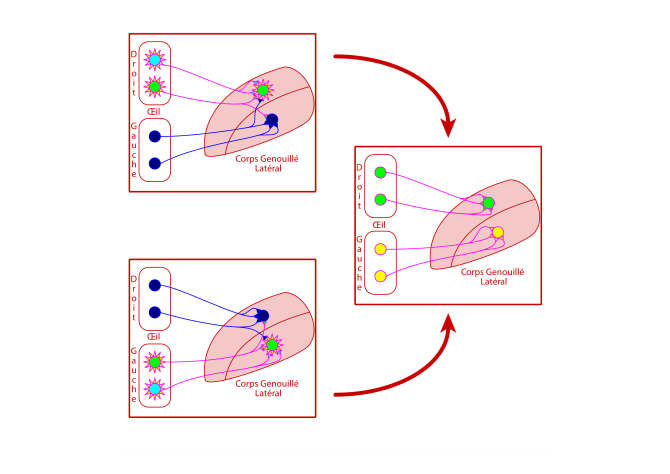 Droit
Œil
Gauche
Corps Genouillé
Latéral
Droit
Œil
Gauche
Corps Genouillé
Latéral
Droit
Œil
Gauche
Corps Genouillé
Latéral